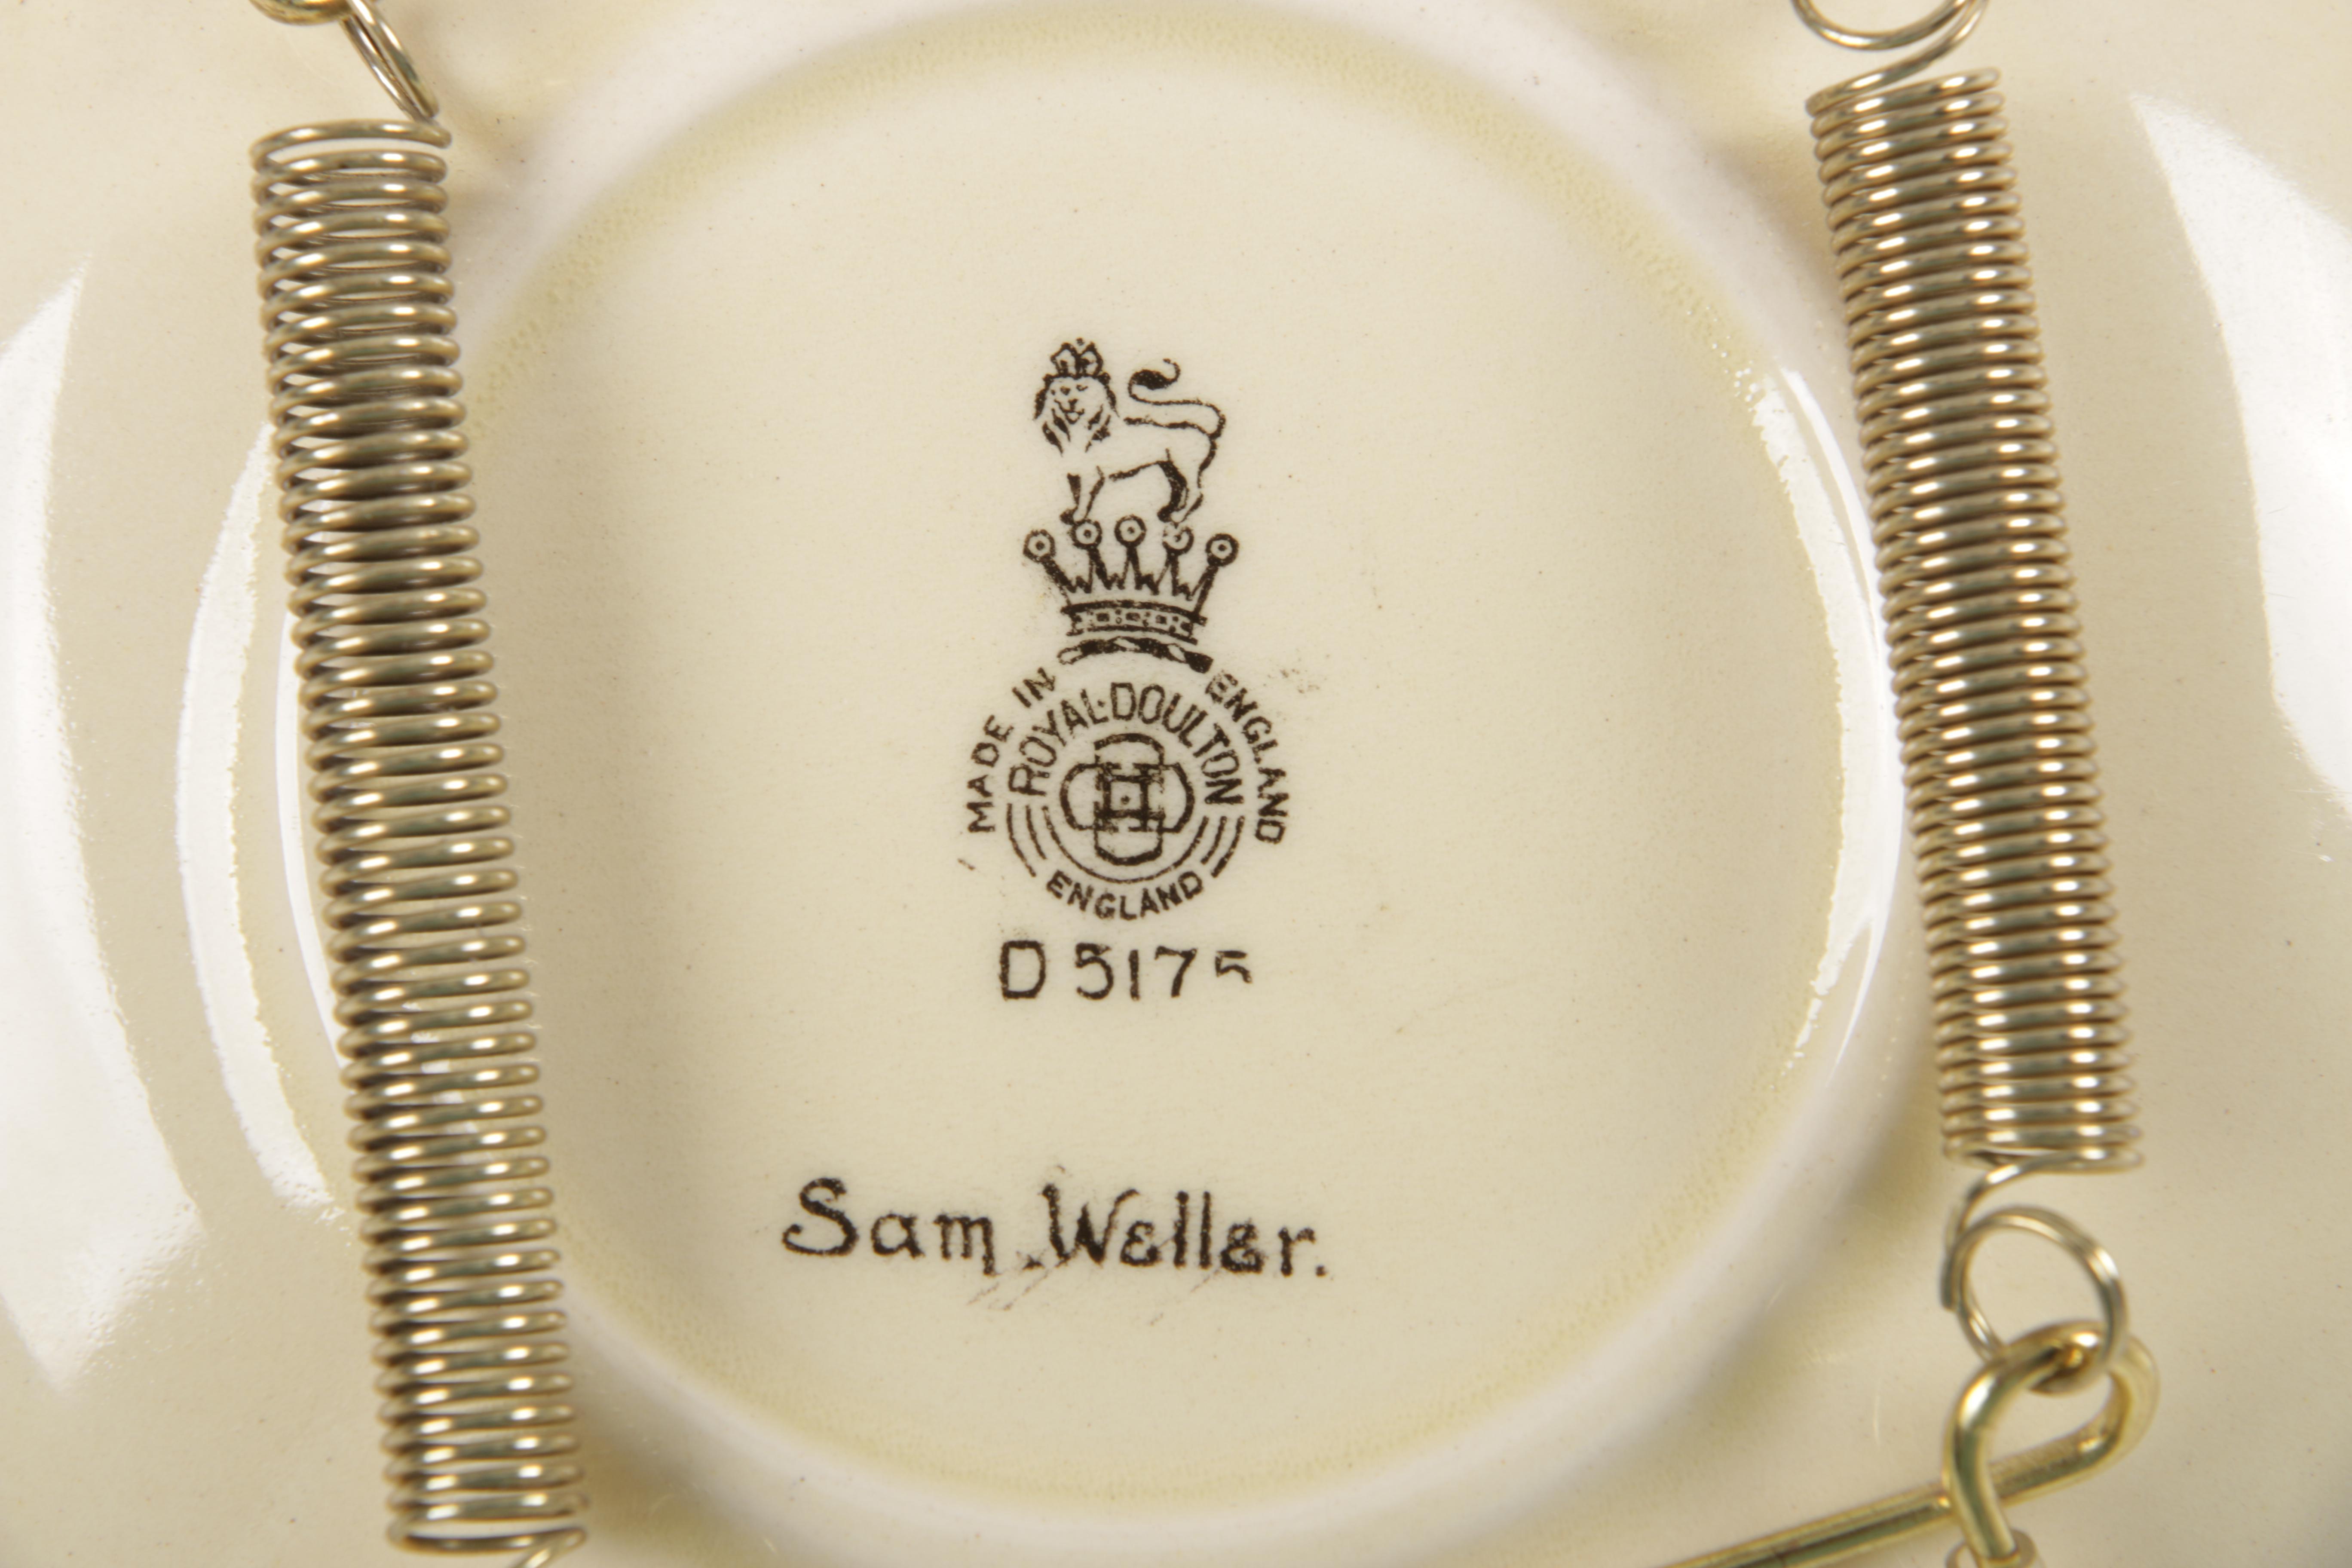 MADE IN ENGLAND
ROYAL·DOULTON
ENGLAND
D 5175
Sam Weller.